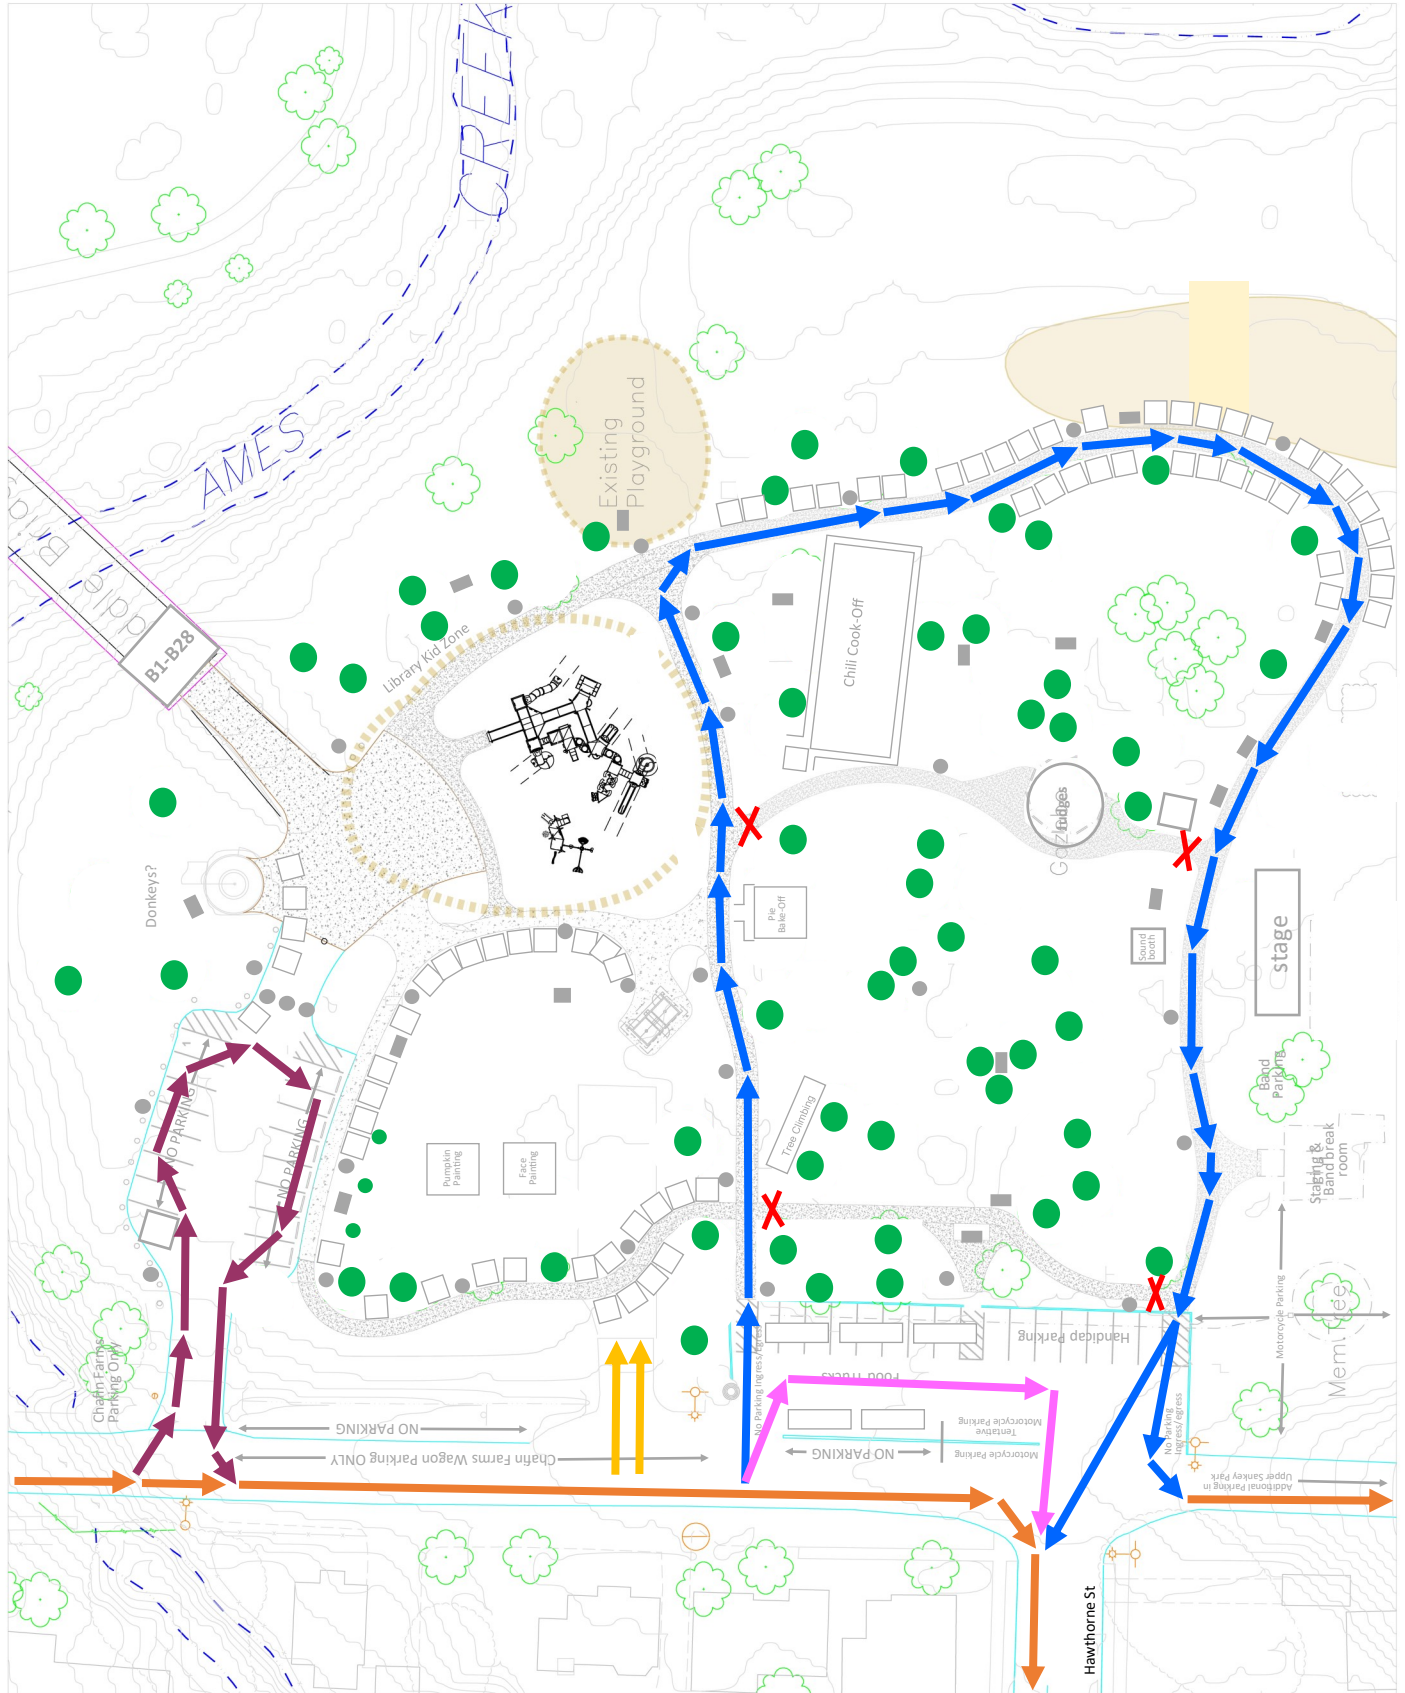 CREEK
AMES
Existing
Playground
B1-B28
Library Kid Zone
Chili Cook-Off
Donkeys?
Pie
Bake-Off
Sound
booth
stage
Band
Parking
Tree Climbing
Pumpkin
Painting
Face
Painting
Staging &
Band break
room
NO PARKING
NO PARKING
Handicap Parking
Motorcycle Parking
Food Trucks
No Parking Ingress/Egress
Chafin Farms
Parking Only
NO PARKING
Chafin Farms Wagon Parking ONLY
NO PARKING
Tentative
Motorcycle Parking
Motorcycle Parking
No Parking
Ingress/egress
Additional Parking in
Upper Sankey Park
Hawthorne St